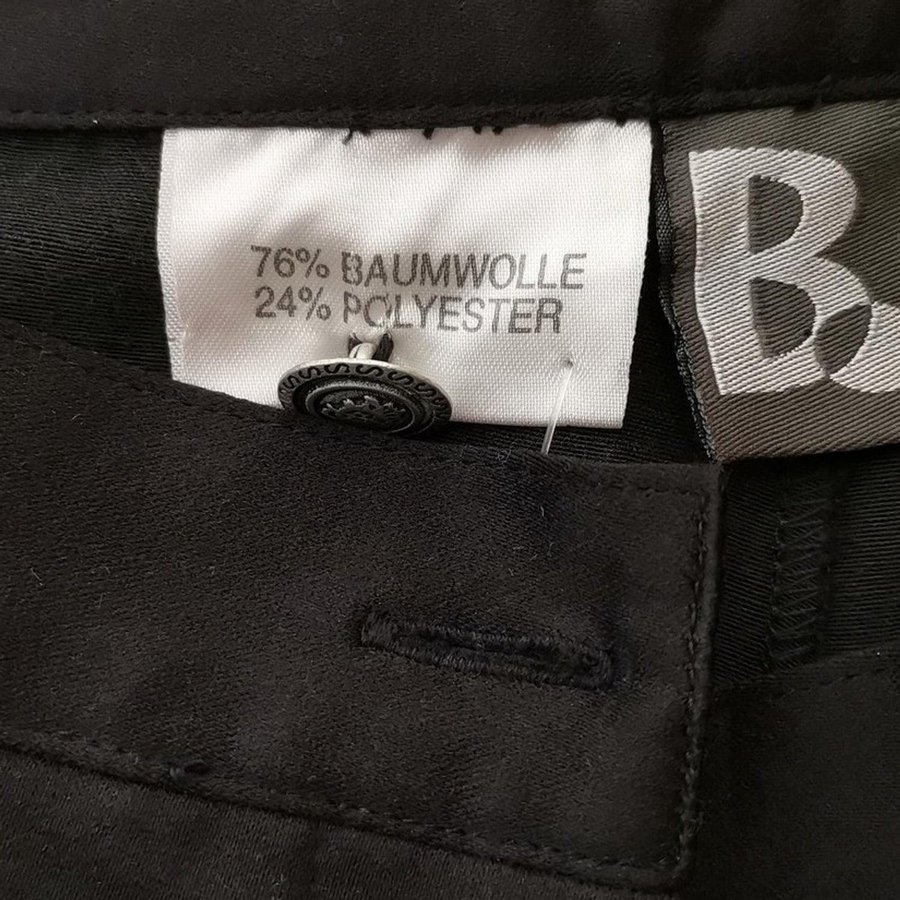 76% BAUMWOLLE
24% POLYESTER
B.